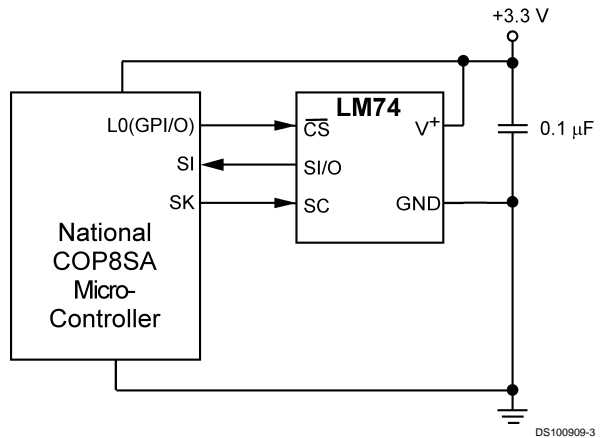 +3.3 V
LM74
L0(GPI/O)
CS
V+
0.1 μF
SI
SI/O
SK
SC
GND
National
COP8SA
Micro-
Controller
DS100909-3